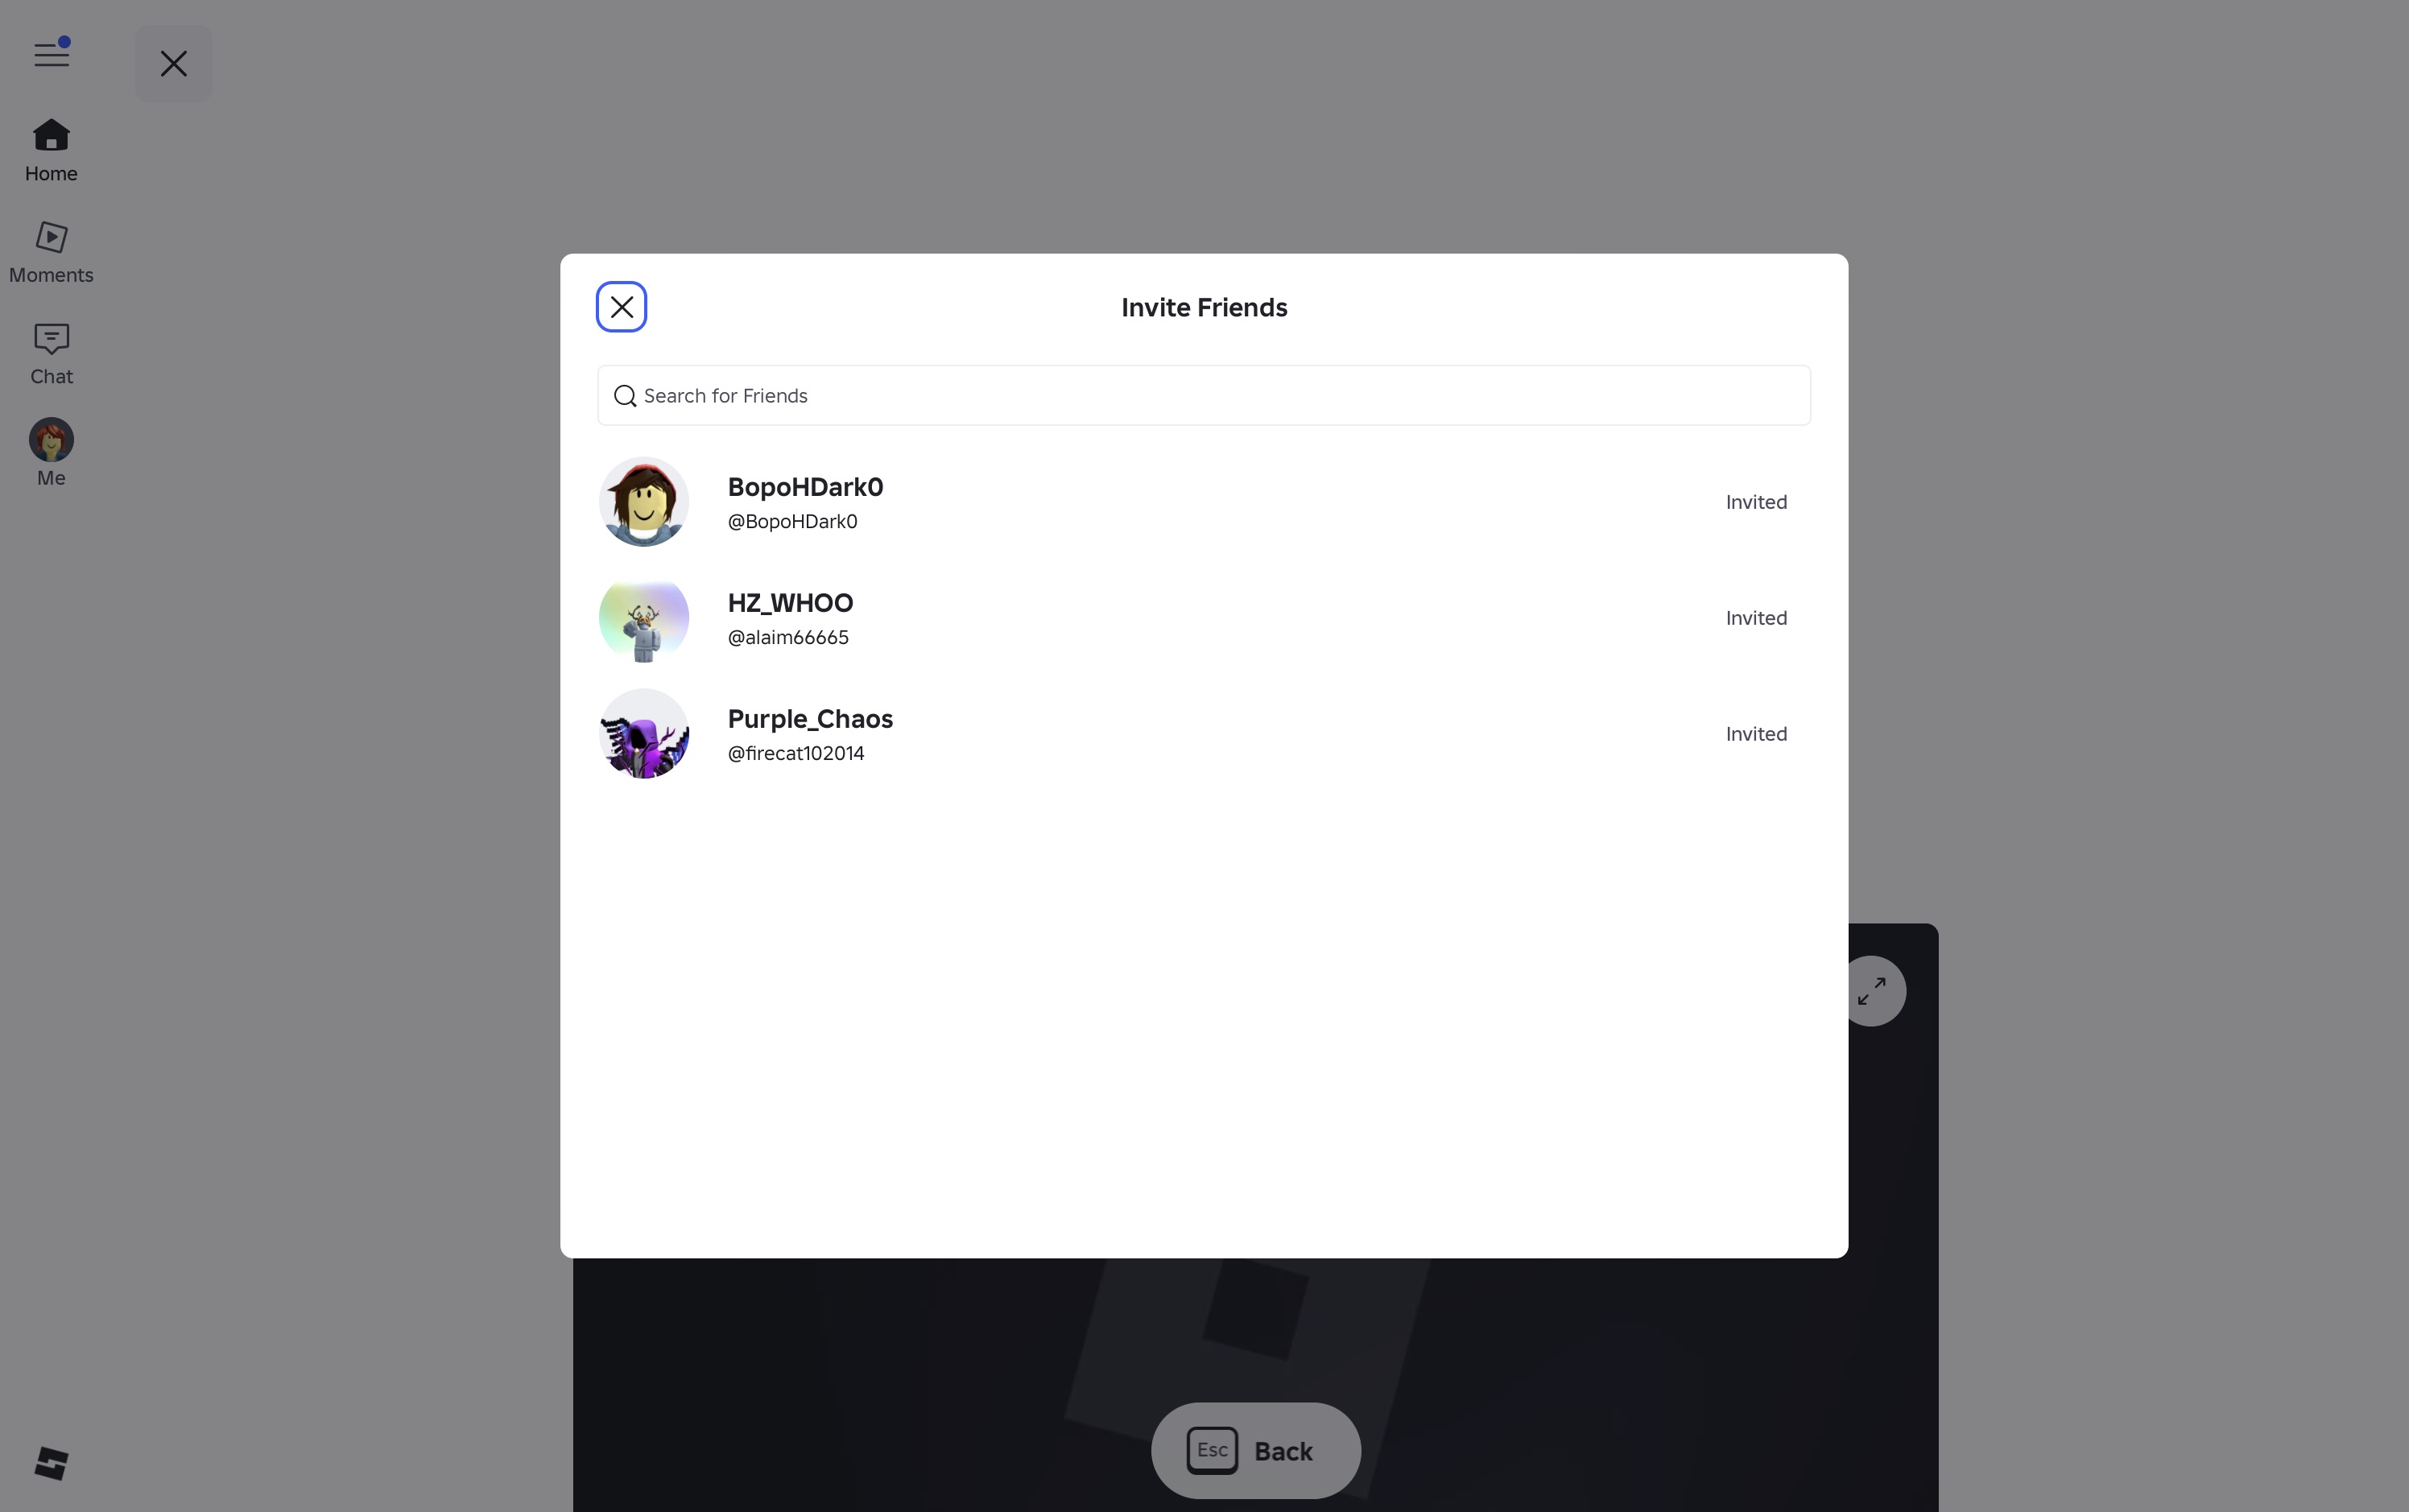 Home
Moments
Chat
Me
Invite Friends
Search for Friends
BopoHDark0
@BopoHDark0
Invited
HZ_WHOO
@alaim66665
Invited
Purple_Chaos
@firecat102014
Invited
Esc Back